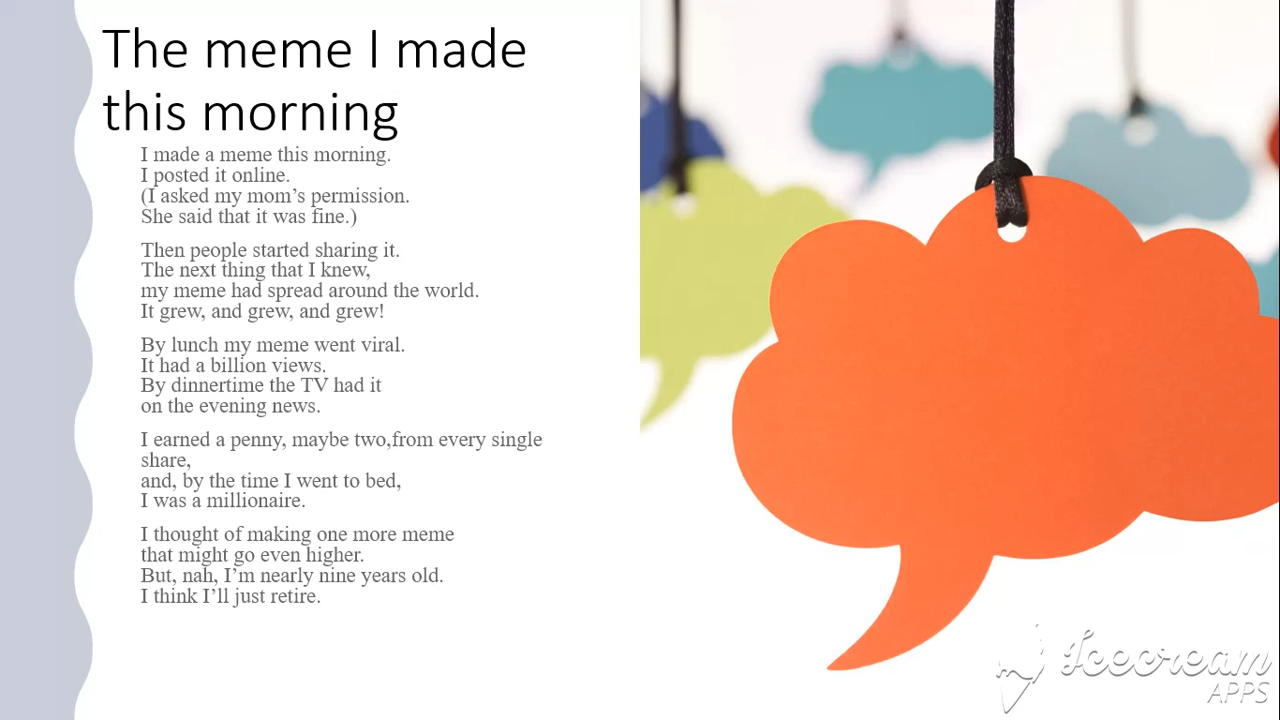 The meme I made
this morning
I made a meme this morning.
I posted it online.
(I asked my mom’s permission.
She said that it was fine.)
Then people started sharing it.
The next thing that I knew,
my meme had spread around the world.
It grew, and grew, and grew!
By lunch my meme went viral.
It had a billion views.
By dinnertime the TV had it
on the evening news.
I earned a penny, maybe two,from every single
share,
and, by the time I went to bed,
I was a millionaire.
I thought of making one more meme
that might go even higher.
But, nah, I’m nearly nine years old.
I think I’ll just retire.
Icecream
APPS